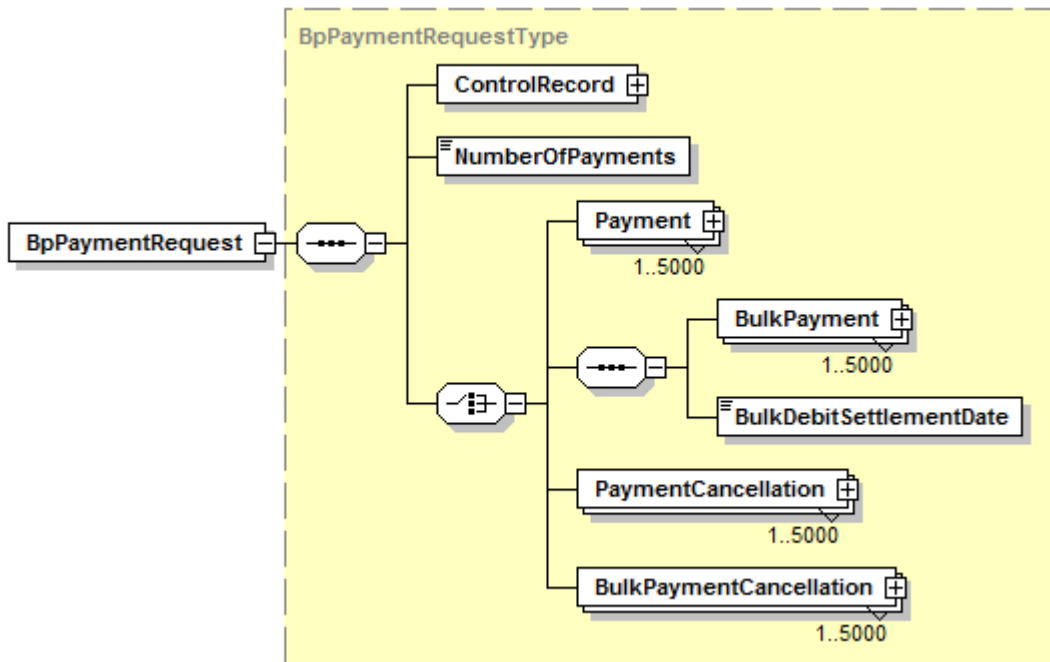 BpPaymentRequestType
ControlRecord
NumberOfPayments
Payment
1..5000
BpPaymentRequest
BulkPayment
1..5000
BulkDebitSettlementDate
PaymentCancellation
1..5000
BulkPaymentCancellation
1..5000